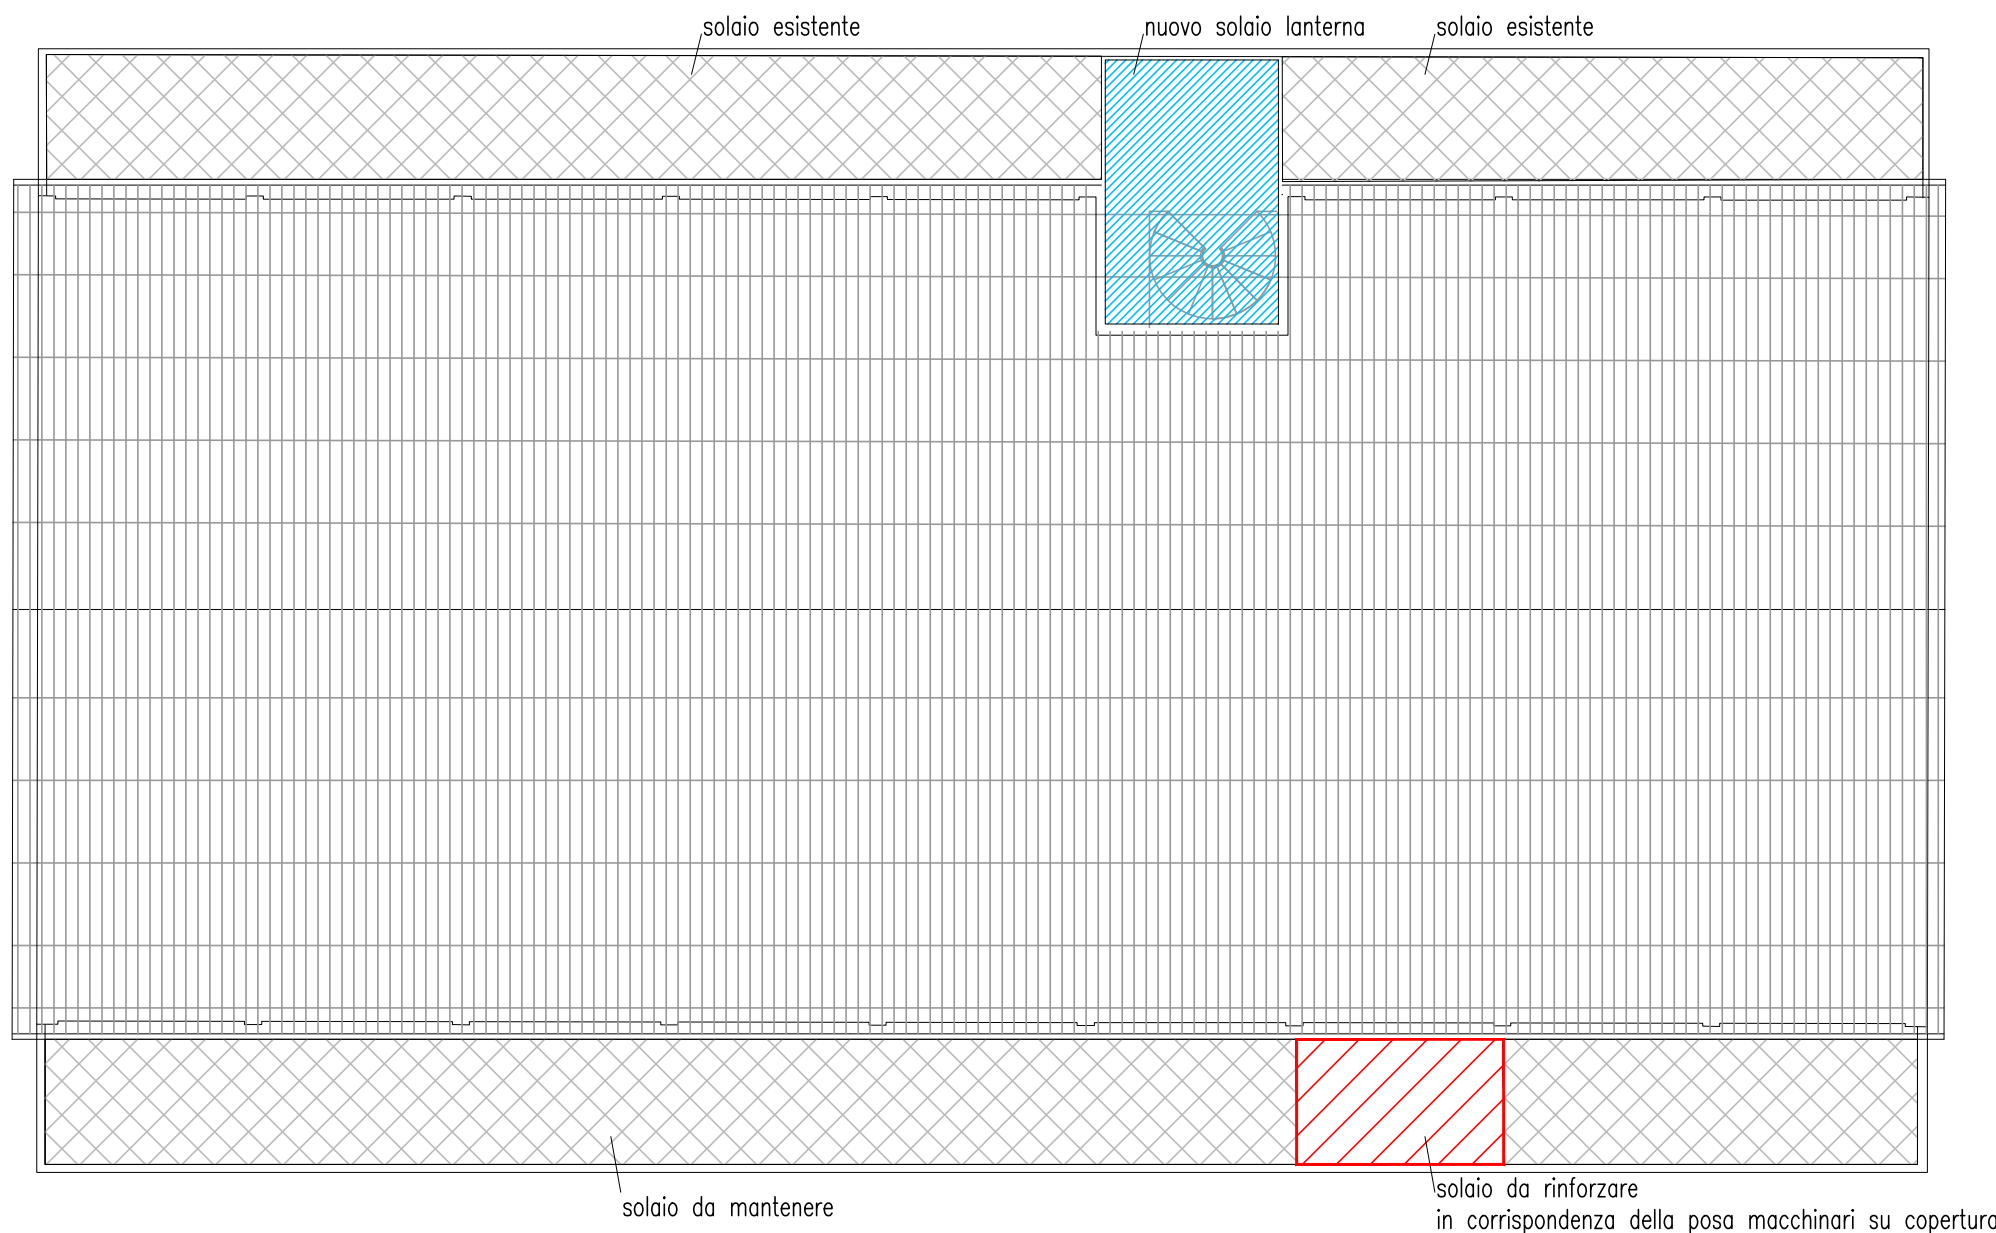 solaio esistente
nuovo solaio lanterna
solaio esistente
solaio da mantenere
solaio da rinforzare
in corrispondenza della posa macchinari su copertura